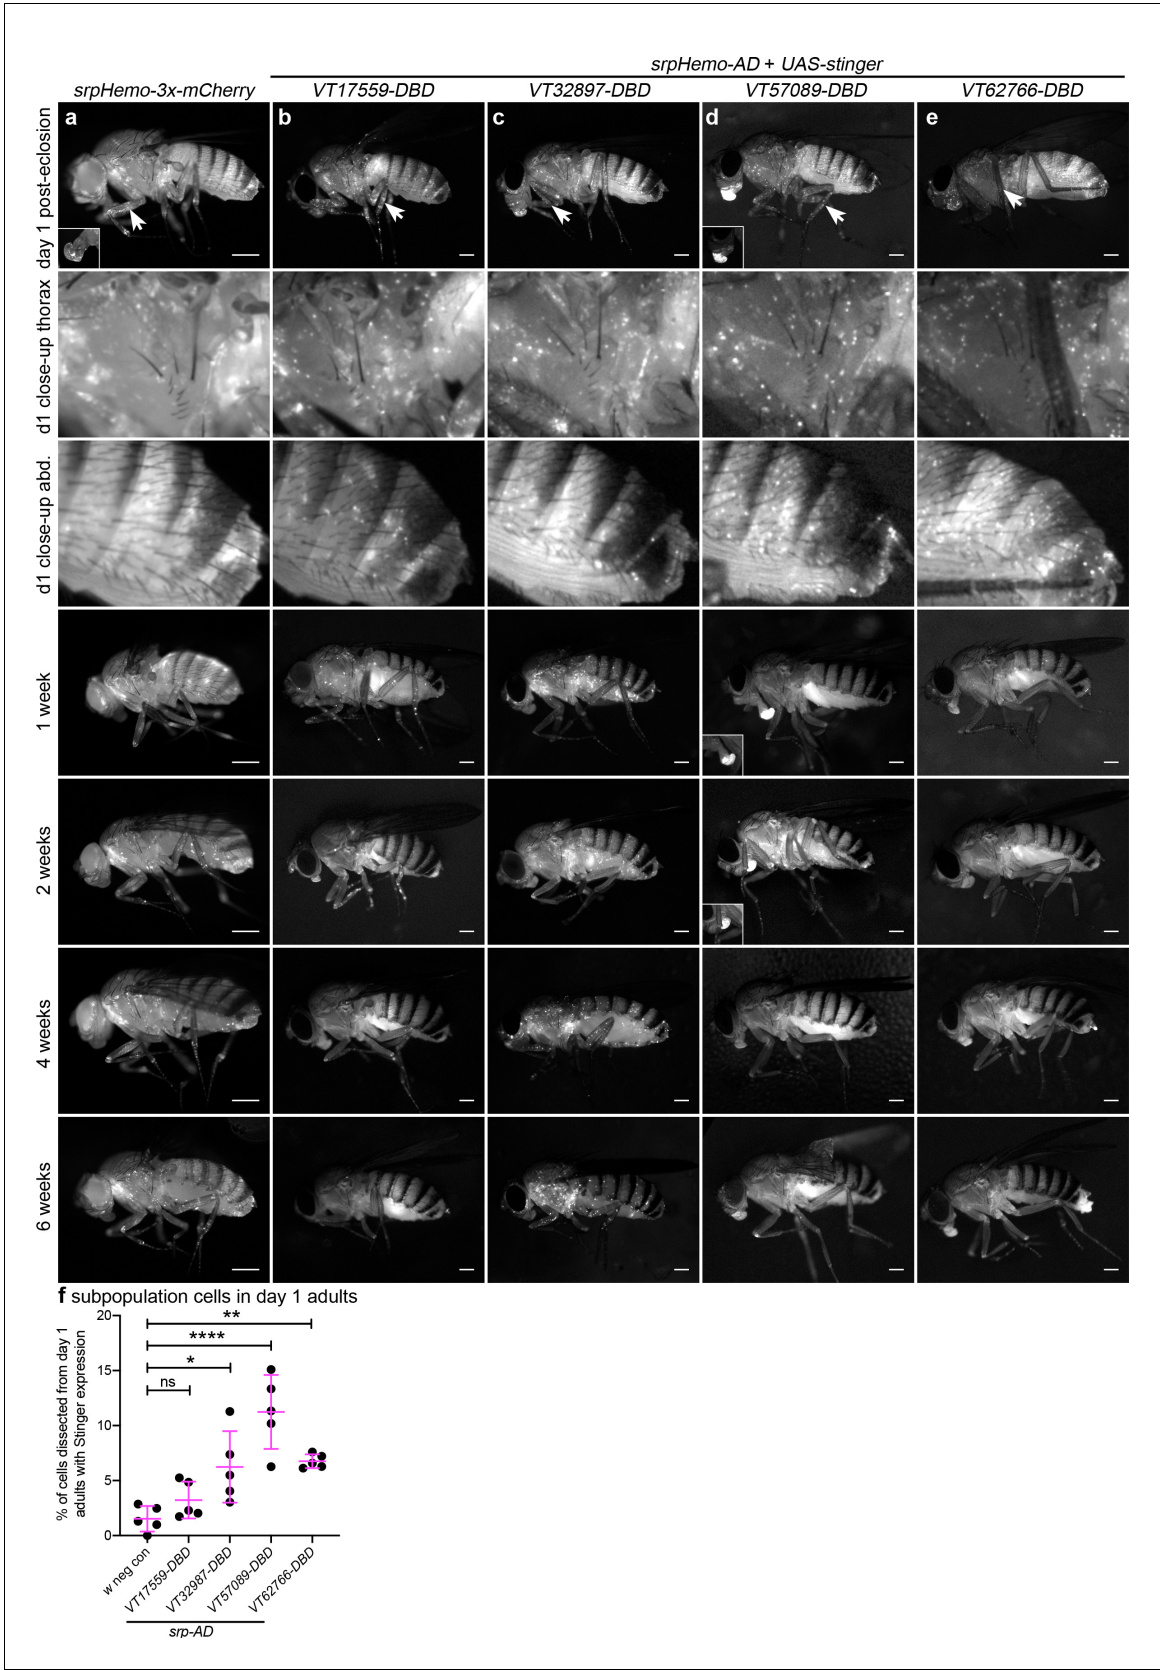 srpHemo-AD + UAS-stinger
srpHemo-3x-mCherry VT17559-DBD VT32897-DBD VT57089-DBD VT62766-DBD
day 1 post-eclosion
a b c d e
d1 close-up thorax
d1 close-up abd.
1 week
2 weeks
4 weeks
6 weeks
f subpopulation cells in day 1 adults
% of cells dissected from day 1
adults with Stinger expression
20
15
10
5
0
**
****
*
ns
w neg con
VT17559-DBD
VT32987-DBD
VT57089-DBD
VT62766-DBD
srp-AD